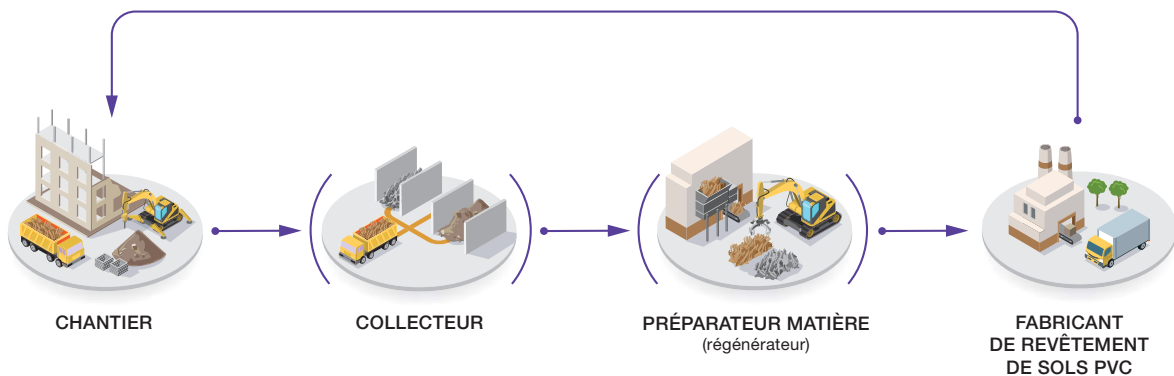 CHANTIER
COLLECTEUR
PRÉPARATEUR MATIÈRE
(régénérateur)
FABRICANT
DE REVÊTEMENT
DE SOLS PVC